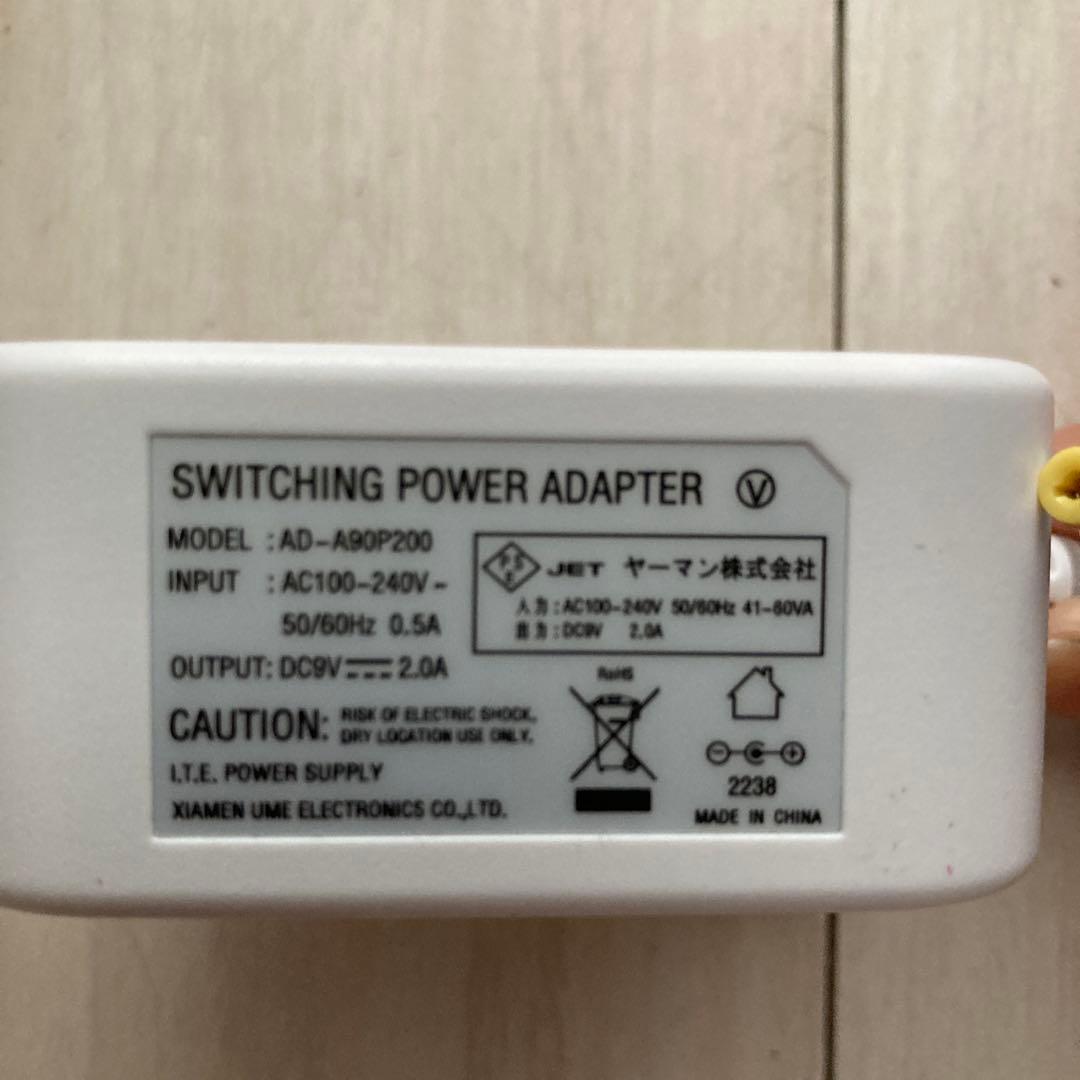 SWITCHING POWER ADAPTER Ⓥ
MODEL : AD-A90P200
INPUT : AC100-240V~
50/60Hz 0.5A
OUTPUT: DC9V⎓2.0A
PSE JET ヤーマン株式会社
入力 : AC100-240V 50/60Hz 41-60VA
出力 : DC9V 2.0A
CAUTION: RISK OF ELECTRIC SHOCK,
DRY LOCATION USE ONLY.
I.T.E. POWER SUPPLY
XIAMEN UME ELECTRONICS CO.,LTD.
RoHS
2238
MADE IN CHINA